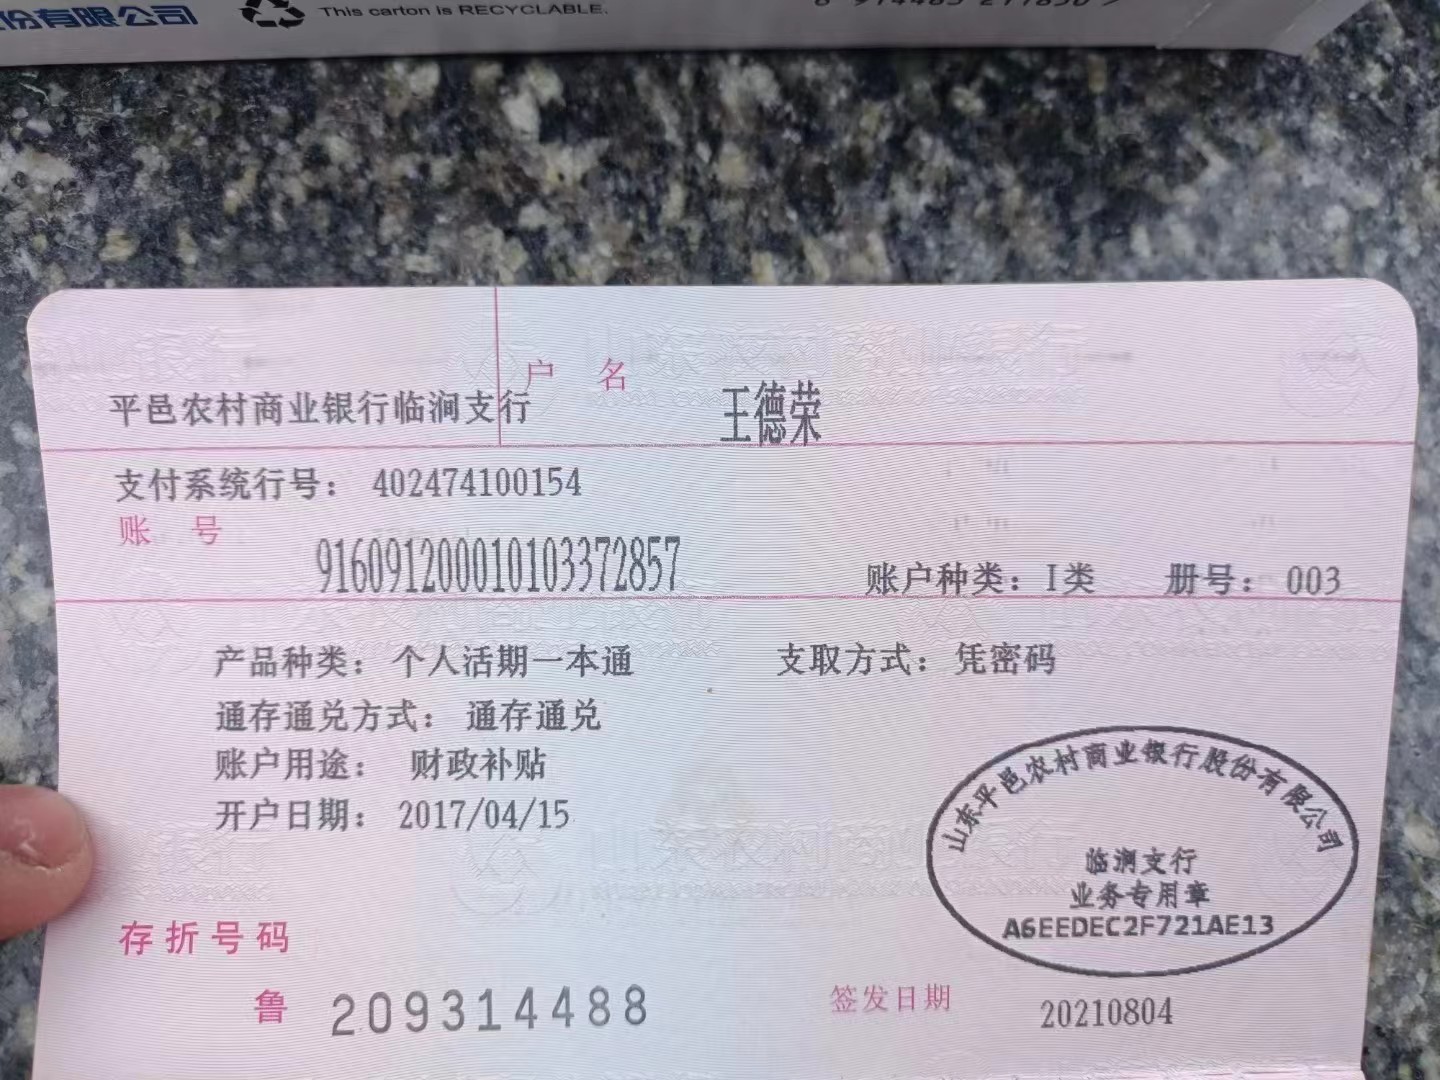 份有限公司
This carton is RECYCLABLE.
户 名
平邑农村商业银行临涧支行
王德荣
支付系统行号： 402474100154
账 号
91609120001010337​2857
账户种类：I类 册号： 003
产品种类： 个人活期一本通 支取方式： 凭密码
通存通兑方式： 通存通兑
账户用途： 财政补贴
开户日期： 2017/04/15
山东平邑农村商业银行股份有限公司
临涧支行
业务专用章
A6EEDEC2F721AE13
存折号码
鲁 209314488
签发日期 20210804